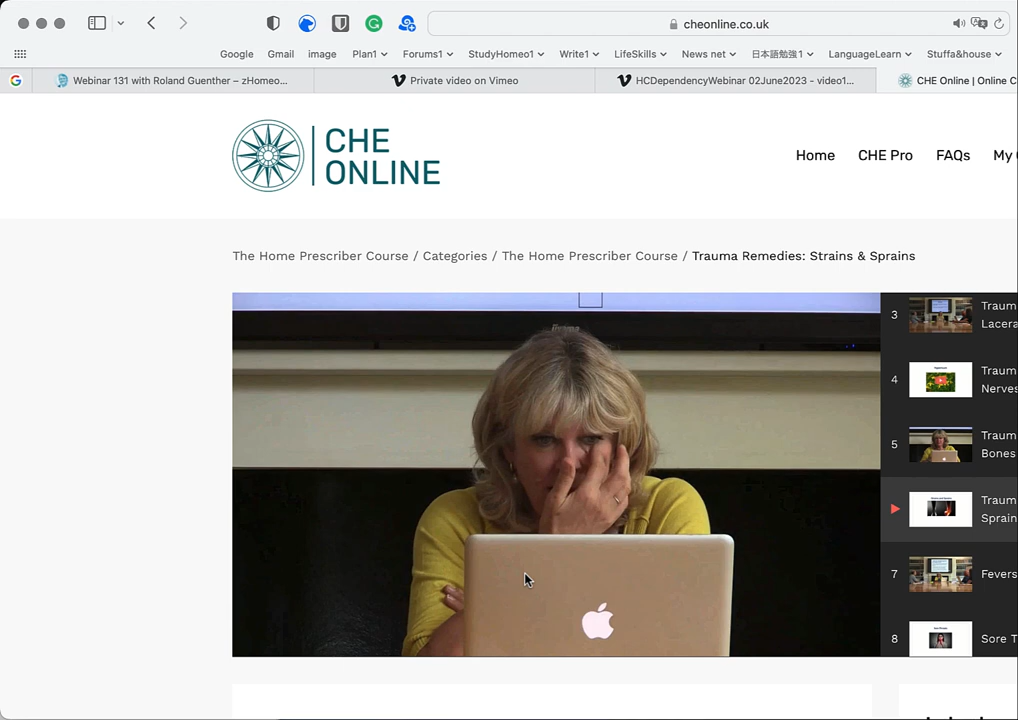 cheonline.co.uk
Google Gmail image Plan1 Forums1 StudyHomeo1 Write1 LifeSkills News net 日本語勉強1 LanguageLearn Stuffa&house
Webinar 131 with Roland Guenther – zHomeo... Private video on Vimeo HCDependencyWebinar 02June2023 - video1... CHE Online | Online C
CHE
ONLINE
Home CHE Pro FAQs My
The Home Prescriber Course / Categories / The Home Prescriber Course / Trauma Remedies: Strains & Sprains
3 Traum
Lacera
4 Traum
Nerves
5 Traum
Bones
Traum
Sprain
7 Fevers
8 Sore T